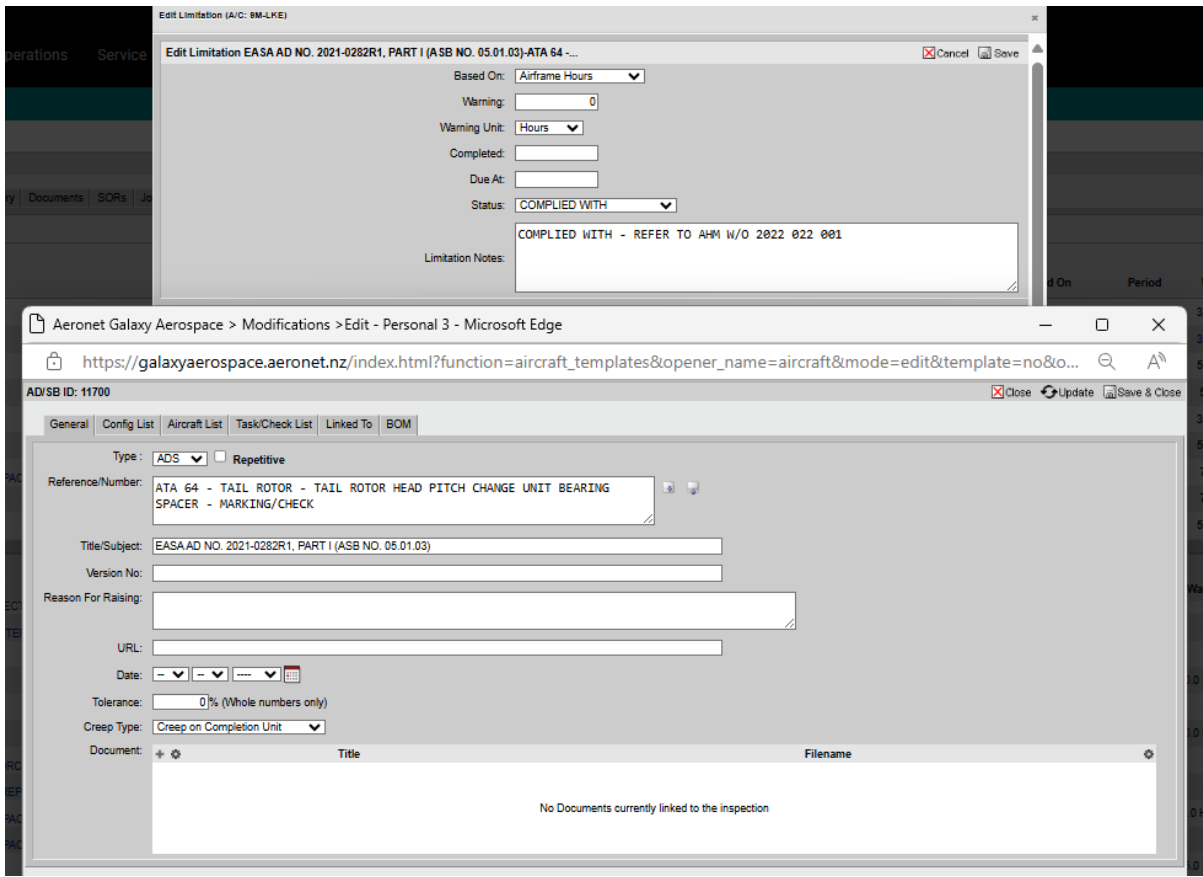 Edit Limitation (A/C: 9M-LKE)
perations Service
Edit Limitation EASA AD NO. 2021-0282R1, PART I (ASB NO. 05.01.03)-ATA 64 -... Cancel Save
Based On: Airframe Hours
Warning: 0
Warning Unit: Hours
Completed:
Due At:
ry Documents SORs Jo
Status: COMPLIED WITH
COMPLIED WITH - REFER TO AHM W/O 2022 022 001
Limitation Notes:
d On Period
Aeronet Galaxy Aerospace > Modifications >Edit - Personal 3 - Microsoft Edge
https://galaxyaerospace.aeronet.nz/index.html?function=aircraft_templates&opener_name=aircraft&mode=edit&template=no&o...
AD/SB ID: 11700 Close Update Save & Close
General Config List Aircraft List Task/Check List Linked To BOM
Type : ADS Repetitive
Reference/Number: ATA 64 - TAIL ROTOR - TAIL ROTOR HEAD PITCH CHANGE UNIT BEARING
SPACER - MARKING/CHECK
Title/Subject: EASA AD NO. 2021-0282R1, PART I (ASB NO. 05.01.03)
Version No:
Reason For Raising:
URL:
Date: -- -- ----
Tolerance: 0 % (Whole numbers only)
Creep Type: Creep on Completion Unit
Document: Title Filename
No Documents currently linked to the inspection